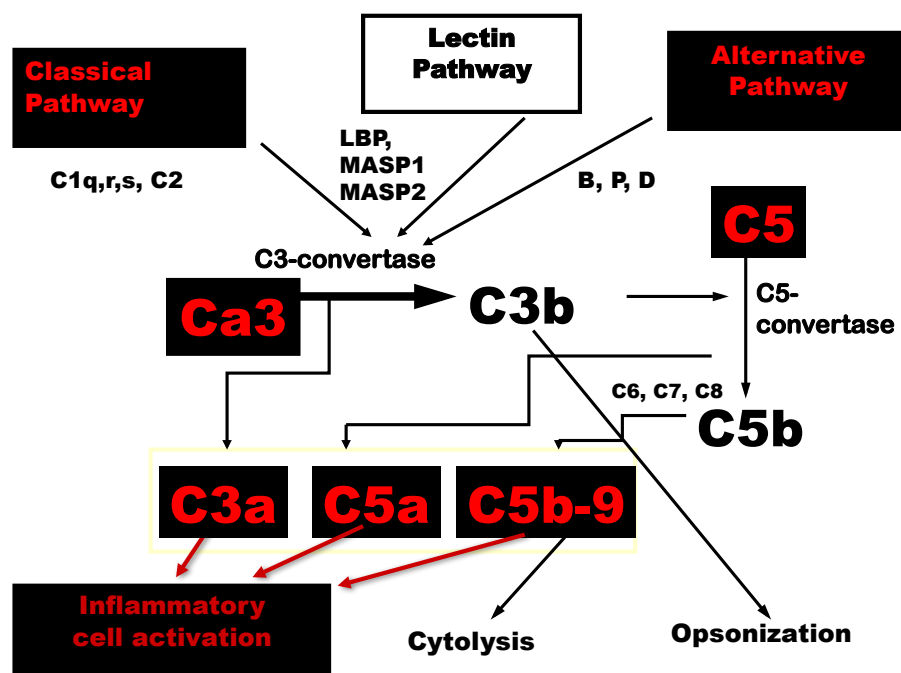 Classical
Pathway
Lectin
Pathway
Alternative
Pathway
C1q,r,s, C2
LBP,
MASP1
MASP2
B, P, D
C5
C3-convertase
Ca3
C3b
C5-
convertase
C6, C7, C8
C5b
C3a
C5a
C5b-9
Inflammatory
cell activation
Cytolysis
Opsonization